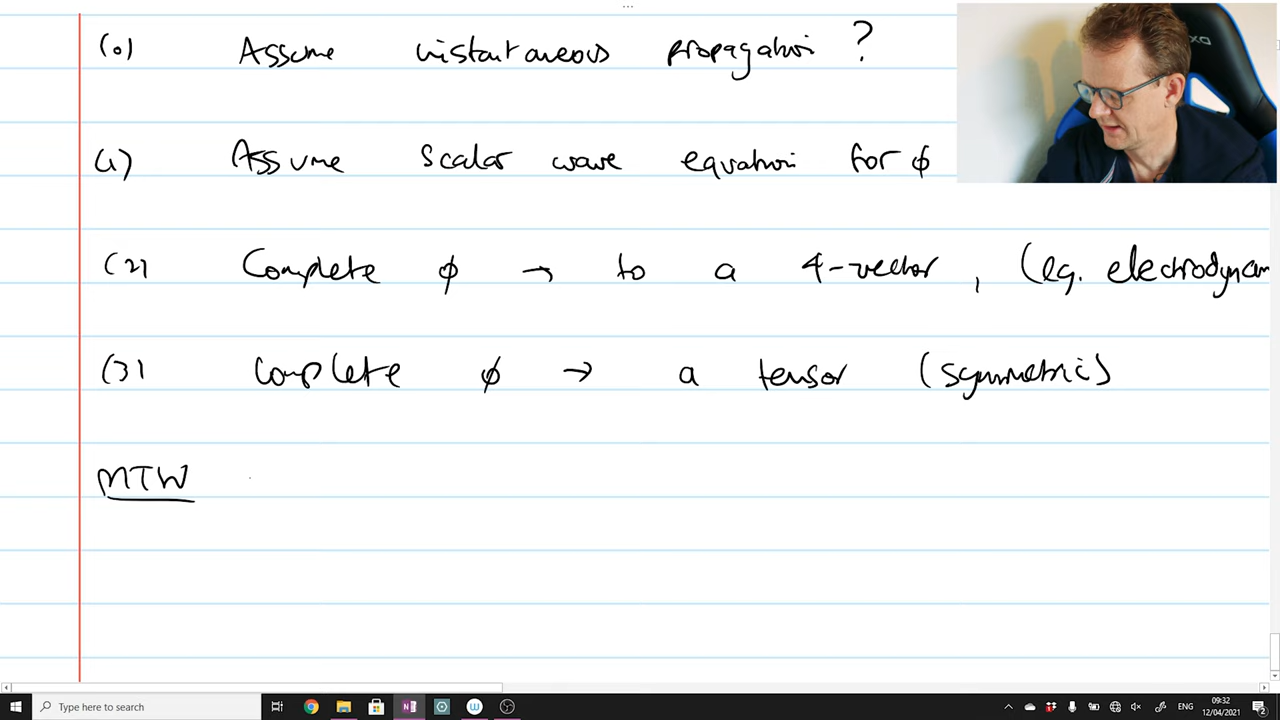 (0) Assume instantaneous propagation ?
(1) Assume scalar wave equation for ϕ
(2) Complete ϕ → to a 4-vector, (eg. electrodynam
(3) Complete ϕ → a tensor (symmetric)
MTW
Type here to search
ENG
09:32
12/04/2021